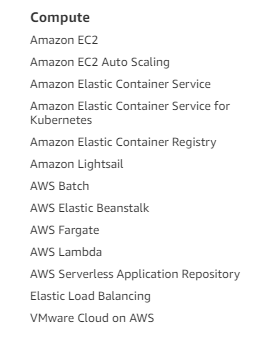 Compute
Amazon EC2
Amazon EC2 Auto Scaling
Amazon Elastic Container Service
Amazon Elastic Container Service for
Kubernetes
Amazon Elastic Container Registry
Amazon Lightsail
AWS Batch
AWS Elastic Beanstalk
AWS Fargate
AWS Lambda
AWS Serverless Application Repository
Elastic Load Balancing
VMware Cloud on AWS